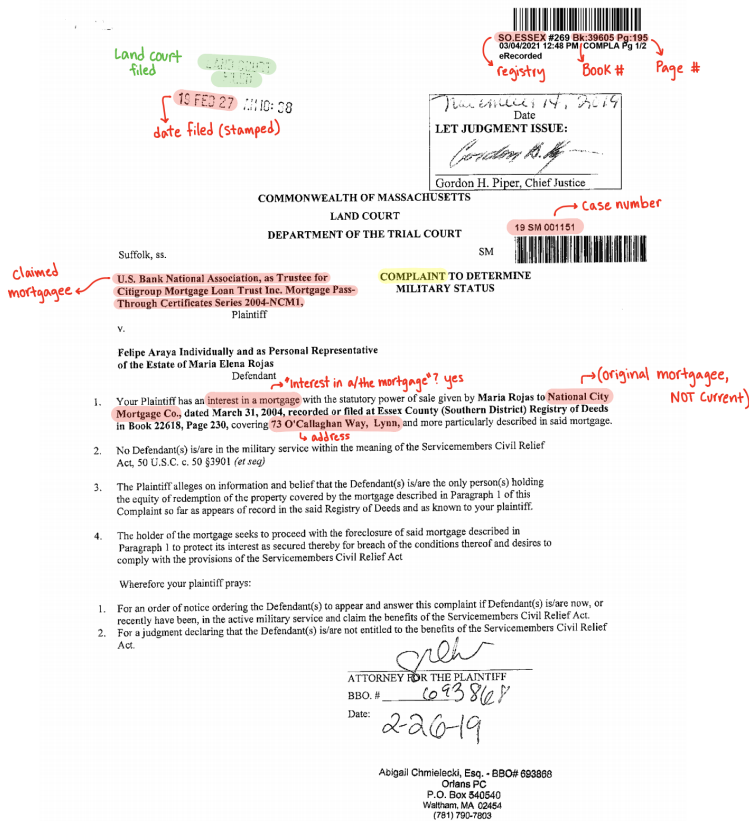 SO.ESSEX #269 Bk:39605 Pg:195
03/04/2021 12:48 PM COMPLA Pg 1/2
eRecorded
registry
Book #
Page #
Land court
filed
LAND COURT
FILED
19 FEB 27 AM 10: 38
date filed (stamped)
November 14, 2019
Date
LET JUDGMENT ISSUE:
Gordon H. Piper, Chief Justice
COMMONWEALTH OF MASSACHUSETTS
LAND COURT
DEPARTMENT OF THE TRIAL COURT
case number
19 SM 001151
Suffolk, ss.
SM
claimed
mortgagee
U.S. Bank National Association, as Trustee for
Citigroup Mortgage Loan Trust Inc. Mortgage Pass-
Through Certificates Series 2004-NCM1,
Plaintiff
COMPLAINT TO DETERMINE
MILITARY STATUS
v.
Felipe Araya Individually and as Personal Representative
of the Estate of Maria Elena Rojas
Defendant
"Interest in a/the mortgage"? yes
(original mortgagee,
NOT current)
1. Your Plaintiff has an interest in a mortgage with the statutory power of sale given by Maria Rojas to National City
Mortgage Co., dated March 31, 2004, recorded or filed at Essex County (Southern District) Registry of Deeds
in Book 22618, Page 230, covering 73 O'Callaghan Way, Lynn, and more particularly described in said mortgage.
address
2. No Defendant(s) is/are in the military service within the meaning of the Servicemembers Civil Relief
Act, 50 U.S.C. c. 50 §3901 (et seq)
3. The Plaintiff alleges on information and belief that the Defendant(s) is/are the only person(s) holding
the equity of redemption of the property covered by the mortgage described in Paragraph 1 of this
Complaint so far as appears of record in the said Registry of Deeds and as known to your plaintiff.
4. The holder of the mortgage seeks to proceed with the foreclosure of said mortgage described in
Paragraph 1 to protect its interest as secured thereby for breach of the conditions thereof and desires to
comply with the provisions of the Servicemembers Civil Relief Act
Wherefore your plaintiff prays:
1. For an order of notice ordering the Defendant(s) to appear and answer this complaint if Defendant(s) is/are now, or
recently have been, in the active military service and claim the benefits of the Servicemembers Civil Relief Act.
2. For a judgment declaring that the Defendant(s) is/are not entitled to the benefits of the Servicemembers Civil Relief
Act.
ATTORNEY FOR THE PLAINTIFF
BBO. # 693868
Date:
2-26-19
Abigail Chmielecki, Esq. - BBO# 693868
Orlans PC
P.O. Box 540540
Waltham, MA 02454
(781) 790-7803